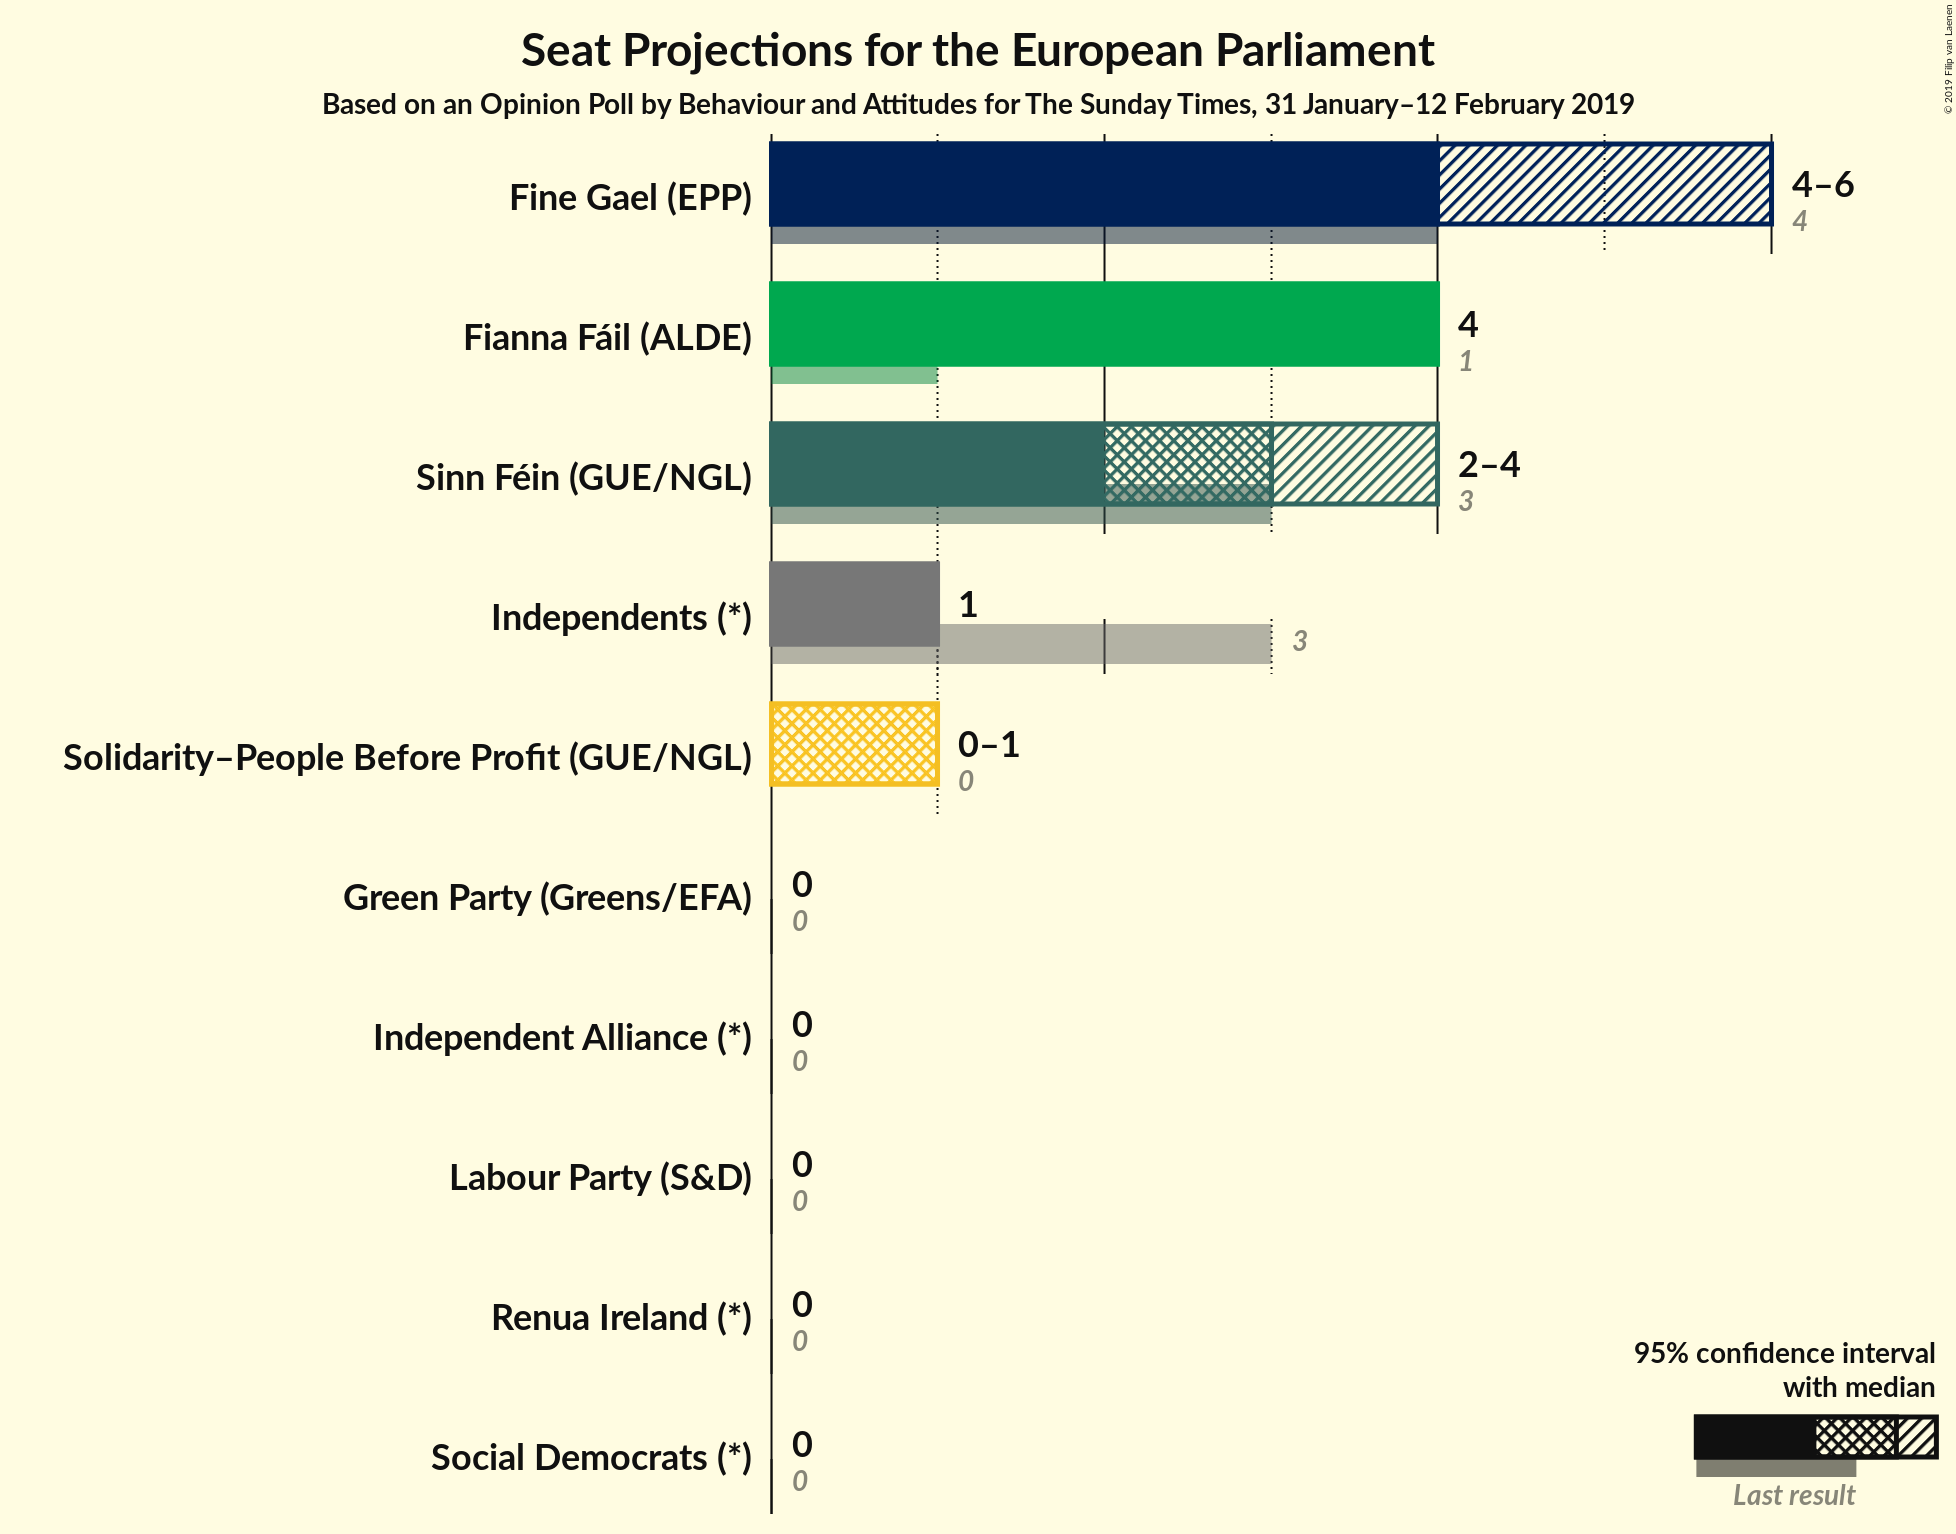 Seat Projections for the European Parliament
Based on an Opinion Poll by Behaviour and Attitudes for The Sunday Times, 31 January–12 February 2019
© 2019 Filip van Laenen
Fine Gael (EPP)
4–6
4
Fianna Fáil (ALDE)
4
1
Sinn Féin (GUE/NGL)
2–4
3
Independents (*)
1
3
Solidarity–People Before Profit (GUE/NGL)
0–1
0
Green Party (Greens/EFA)
0
0
Independent Alliance (*)
0
0
Labour Party (S&D)
0
0
Renua Ireland (*)
0
0
Social Democrats (*)
0
0
95% confidence interval
with median
Last result